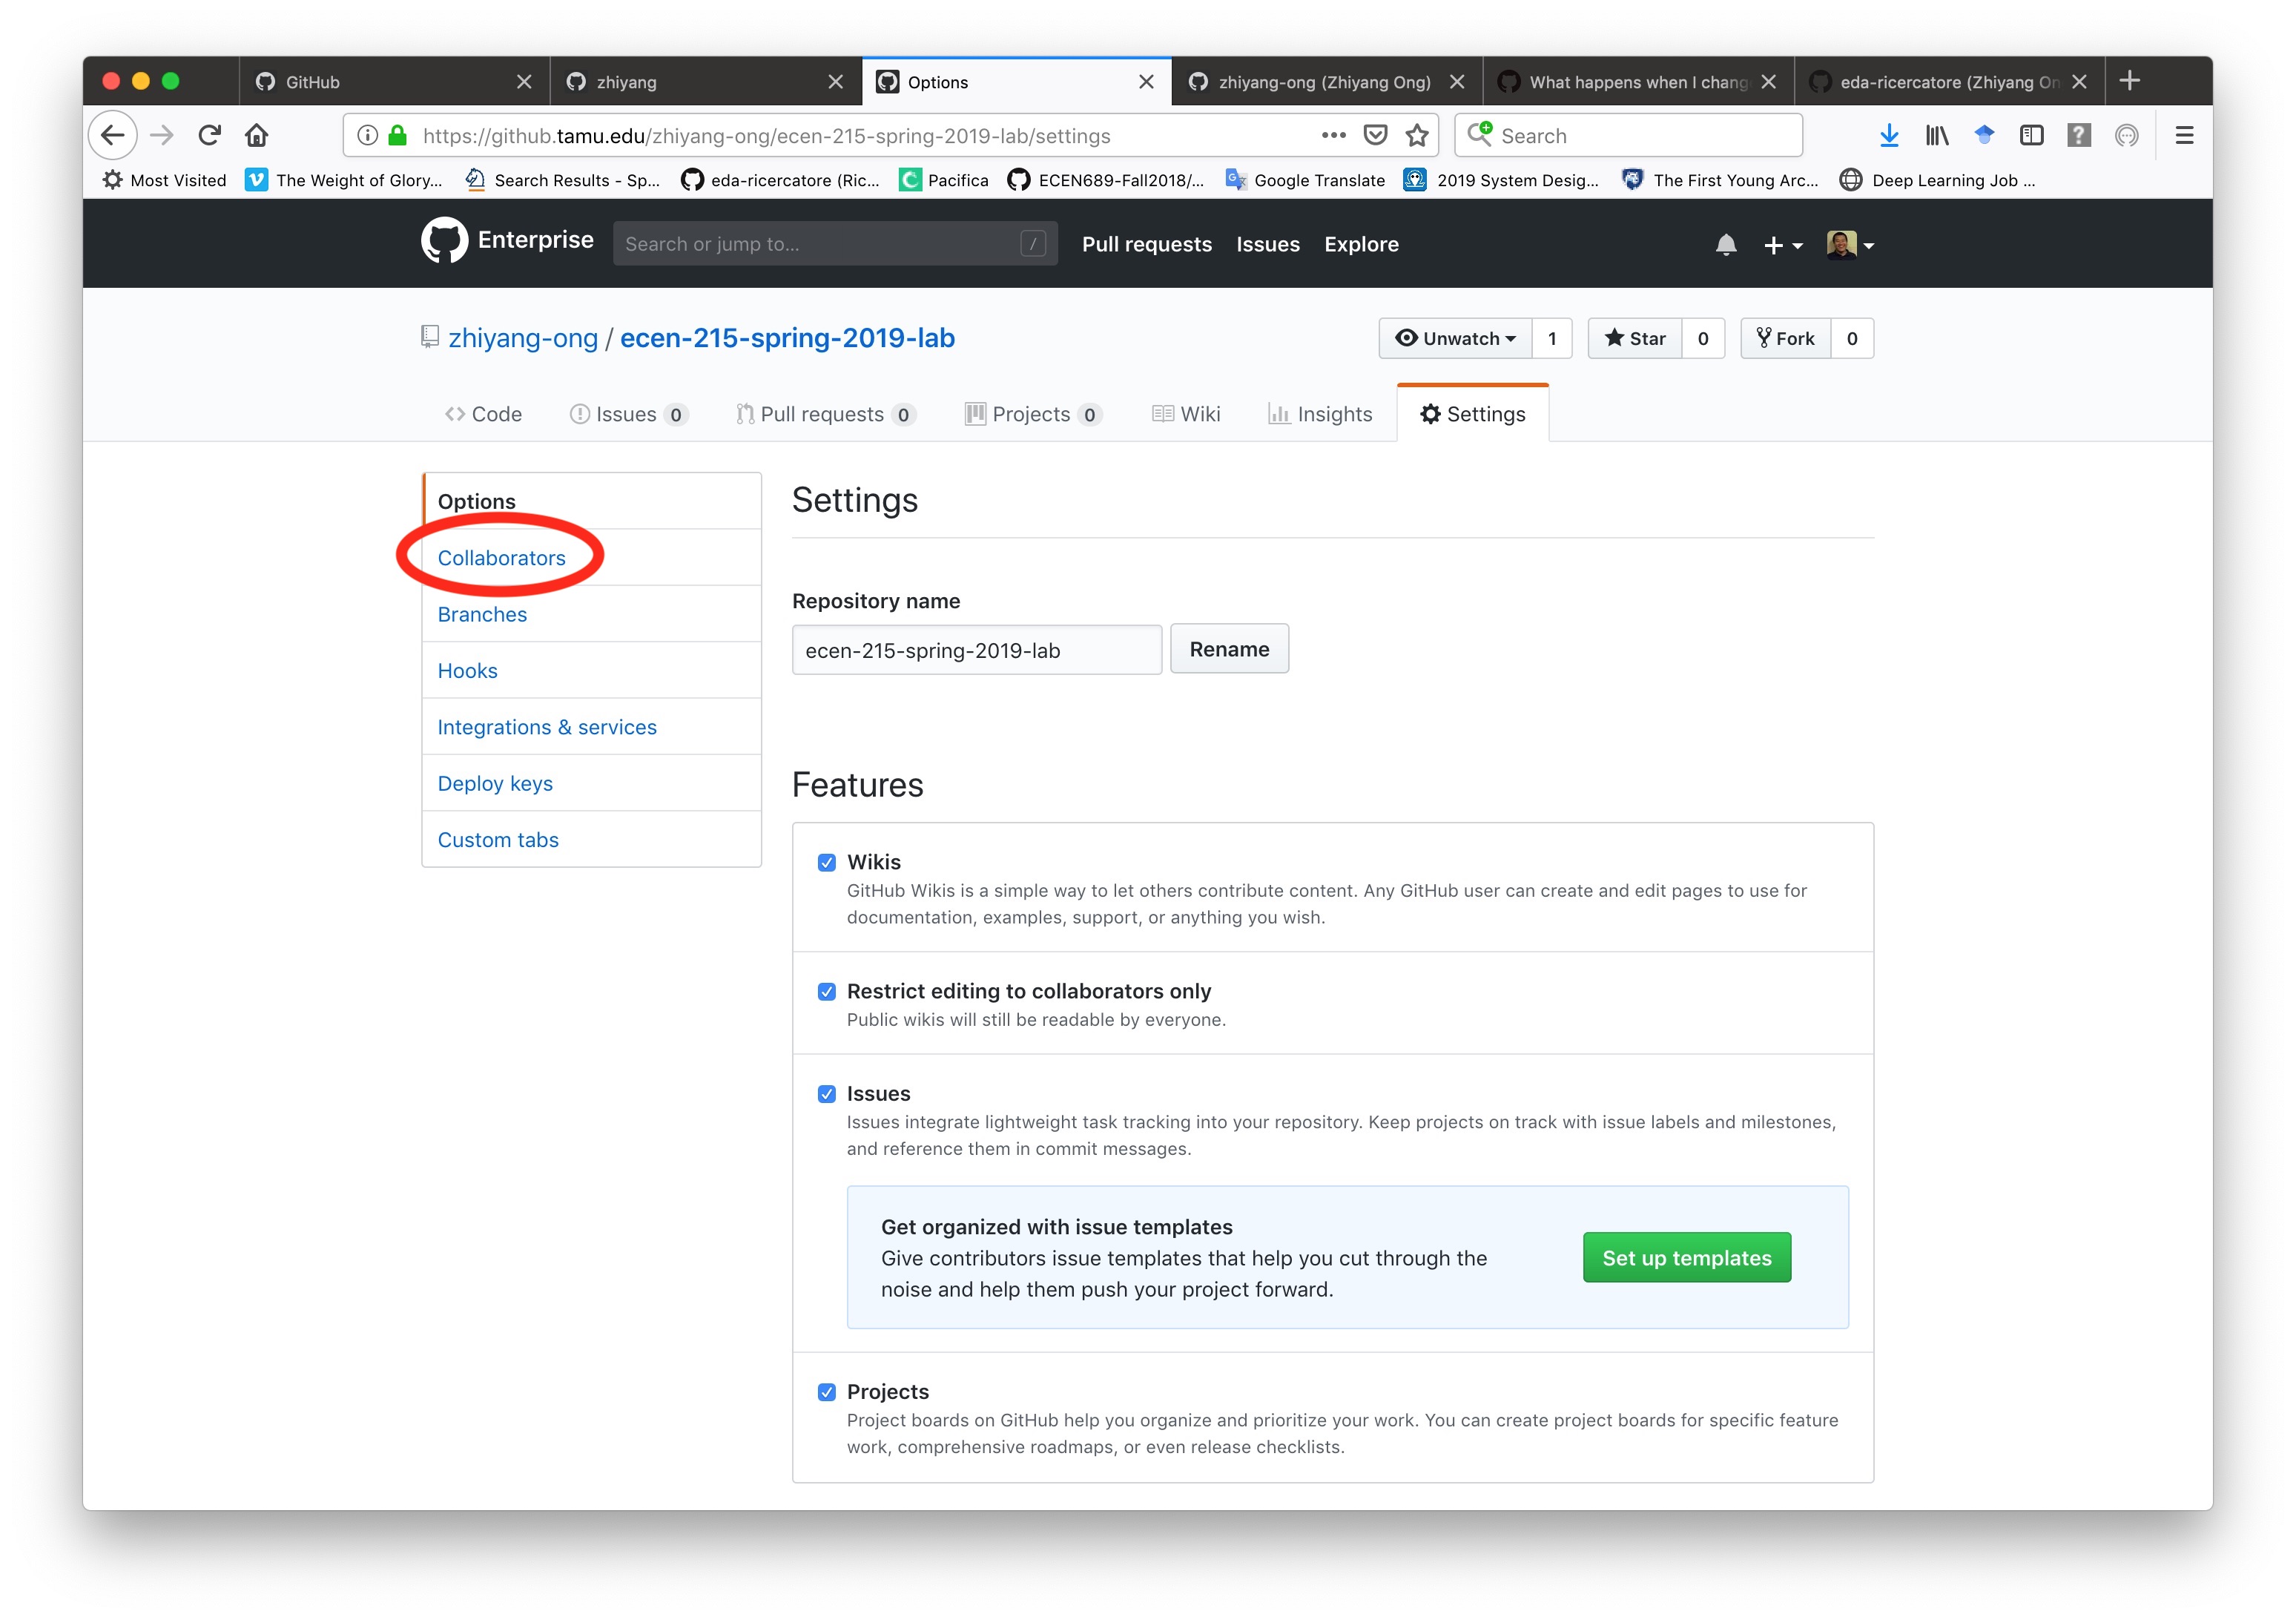 GitHub
zhiyang
Options
zhiyang-ong (Zhiyang Ong)
What happens when I chang
eda-ricercatore (Zhiyang On
https://github.tamu.edu/zhiyang-ong/ecen-215-spring-2019-lab/settings
Search
Most Visited
The Weight of Glory...
Search Results - Sp...
eda-ricercatore (Ric...
Pacifica
ECEN689-Fall2018/...
Google Translate
2019 System Desig...
The First Young Arc...
Deep Learning Job ...
Enterprise
Search or jump to...
/
Pull requests
Issues
Explore
zhiyang-ong / ecen-215-spring-2019-lab
Unwatch 1
Star 0
Fork 0
Code
Issues 0
Pull requests 0
Projects 0
Wiki
Insights
Settings
Options
Collaborators
Branches
Hooks
Integrations & services
Deploy keys
Custom tabs
Settings
Repository name
ecen-215-spring-2019-lab
Rename
Features
Wikis
GitHub Wikis is a simple way to let others contribute content. Any GitHub user can create and edit pages to use for
documentation, examples, support, or anything you wish.
Restrict editing to collaborators only
Public wikis will still be readable by everyone.
Issues
Issues integrate lightweight task tracking into your repository. Keep projects on track with issue labels and milestones,
and reference them in commit messages.
Get organized with issue templates
Give contributors issue templates that help you cut through the
noise and help them push your project forward.
Set up templates
Projects
Project boards on GitHub help you organize and prioritize your work. You can create project boards for specific feature
work, comprehensive roadmaps, or even release checklists.